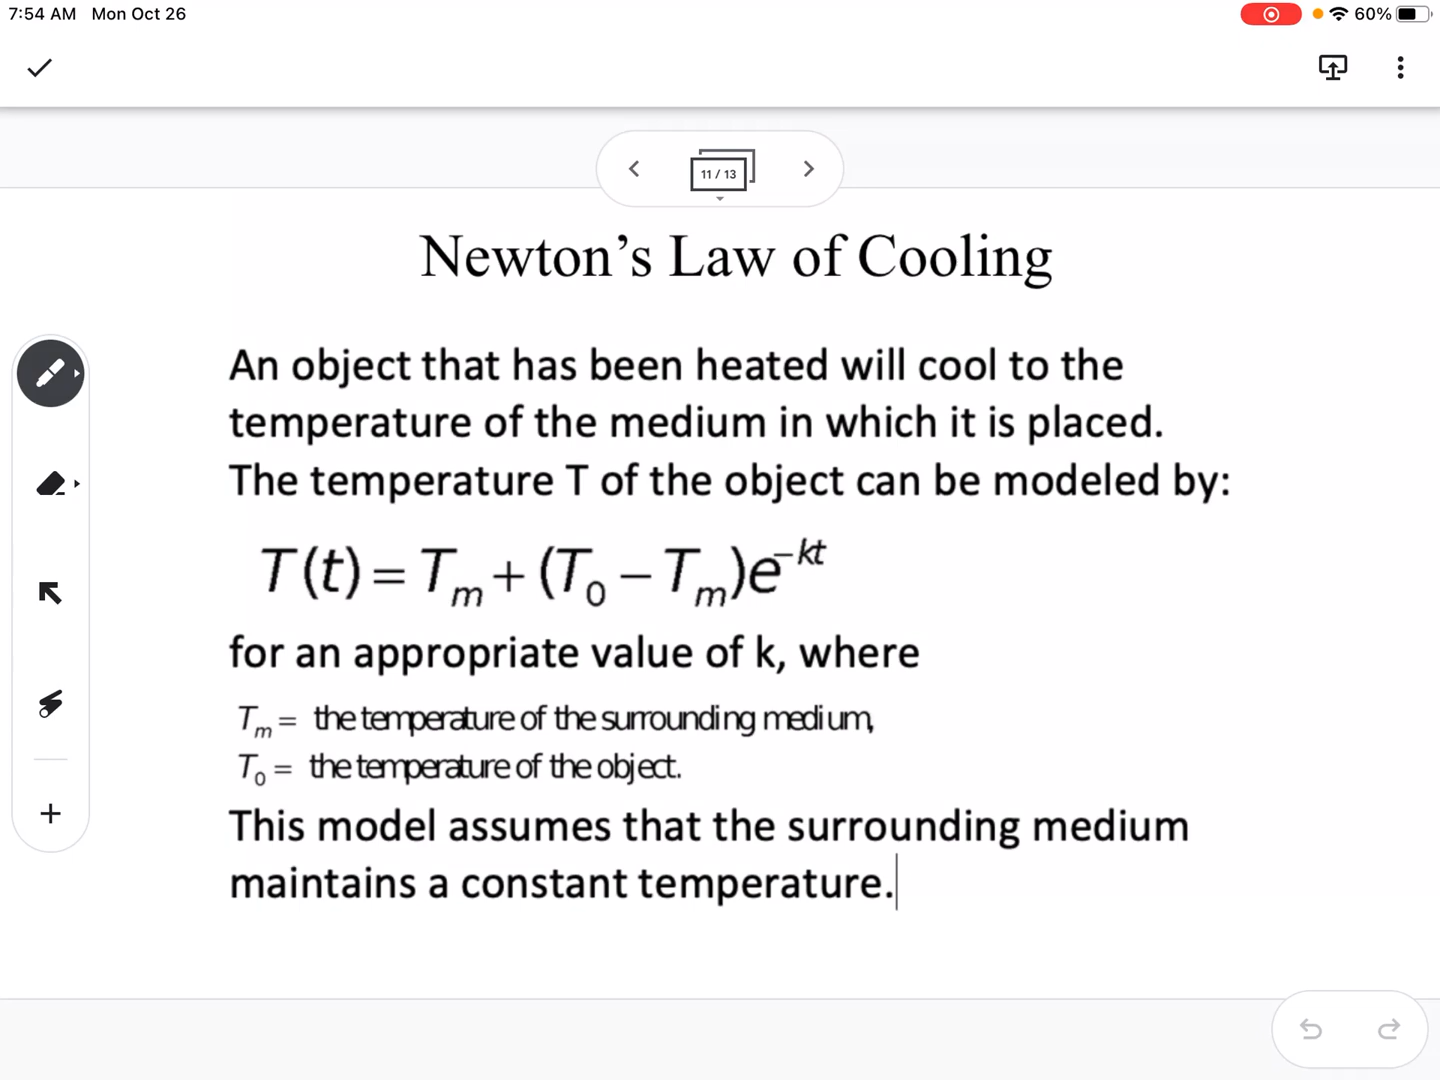 7:54 AM Mon Oct 26
60%
11 / 13
Newton’s Law of Cooling
An object that has been heated will cool to the
temperature of the medium in which it is placed.
The temperature T of the object can be modeled by:
T(t) = Tₘ + (T₀ − Tₘ)e^−kt
for an appropriate value of k, where
Tₘ = the temperature of the surrounding medium,
T₀ = the temperature of the object.
This model assumes that the surrounding medium
maintains a constant temperature.